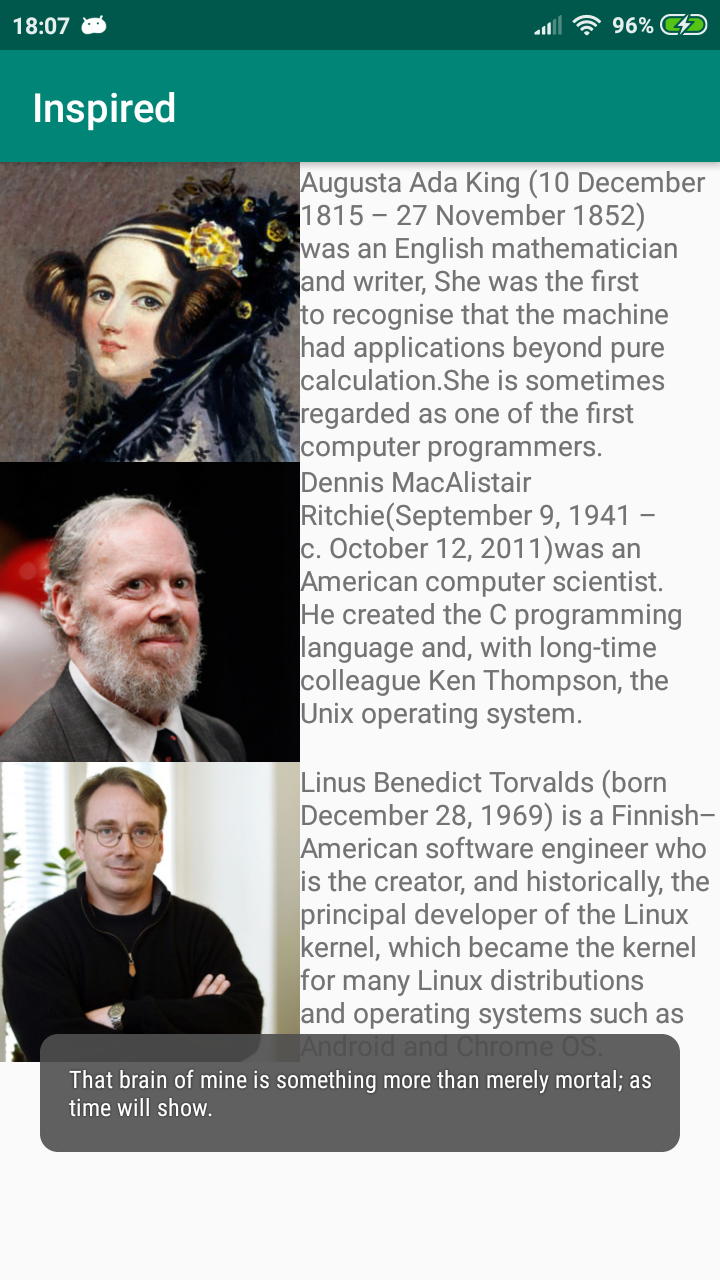 18:07 96%
Inspired
Augusta Ada King (10 December
1815 – 27 November 1852)
was an English mathematician
and writer, She was the first
to recognise that the machine
had applications beyond pure
calculation.She is sometimes
regarded as one of the first
computer programmers.
Dennis MacAlistair
Ritchie(September 9, 1941 –
c. October 12, 2011)was an
American computer scientist.
He created the C programming
language and, with long-time
colleague Ken Thompson, the
Unix operating system.
Linus Benedict Torvalds (born
December 28, 1969) is a Finnish–
American software engineer who
is the creator, and historically, the
principal developer of the Linux
kernel, which became the kernel
for many Linux distributions
and operating systems such as
Android and Chrome OS.
That brain of mine is something more than merely mortal; as
time will show.